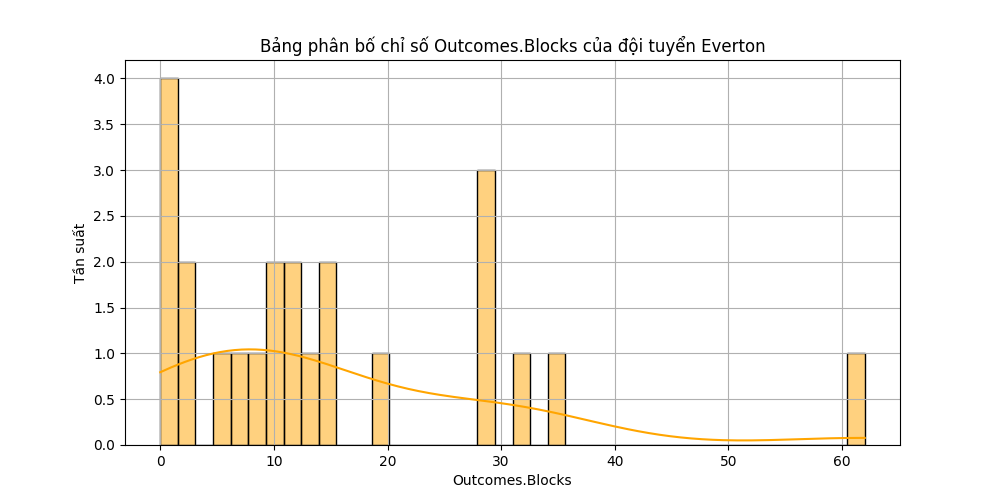 Bảng phân bố chỉ số Outcomes.Blocks của đội tuyển Everton
4.0
3.5
3.0
2.5
2.0
1.5
1.0
0.5
0.0
Tần suất
0 10 20 30 40 50 60
Outcomes.Blocks